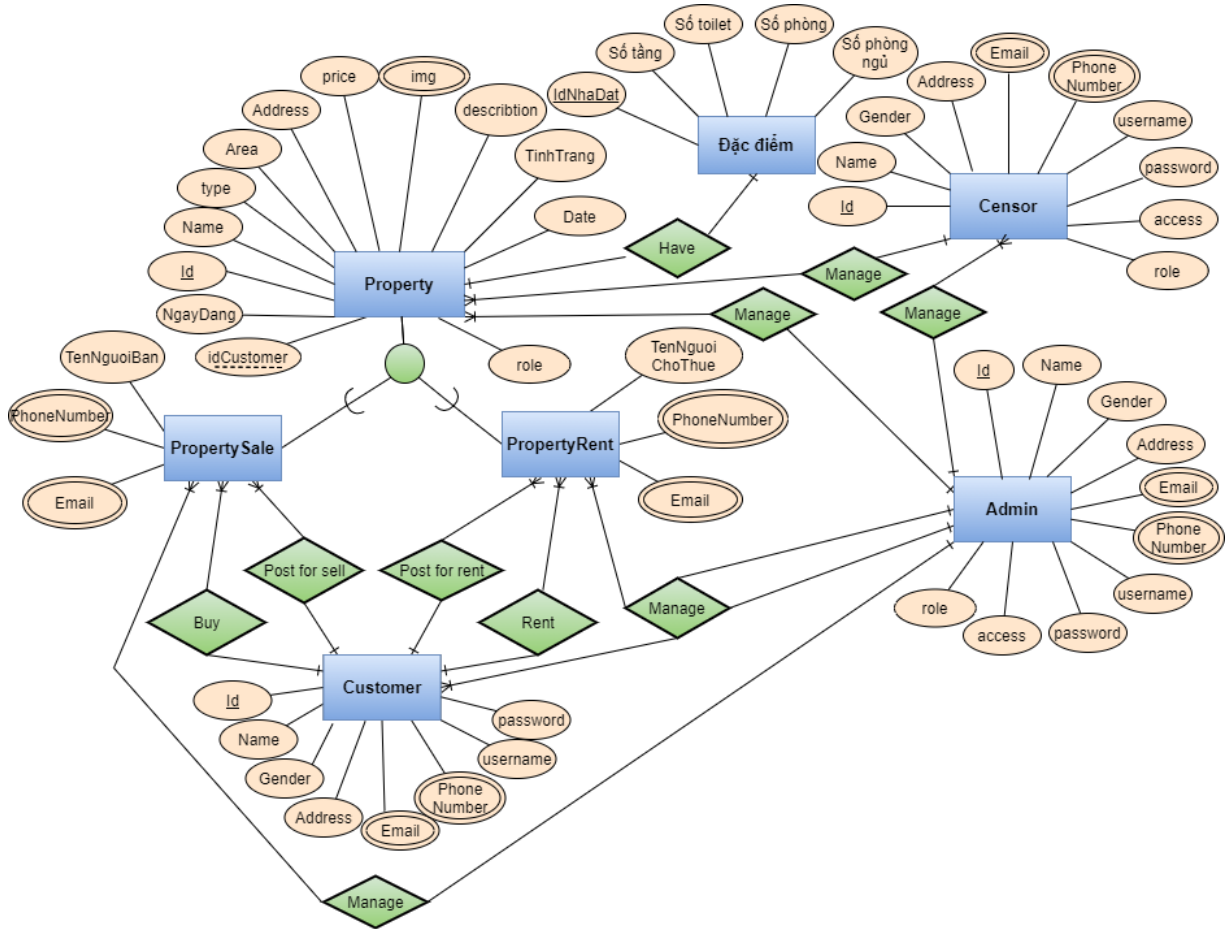 Số toilet
Số phòng
Số tầng
Số phòng
ngủ
IdNhaDat
Đặc điểm
Email
Phone
Number
Address
Gender
username
Name
password
Id
Censor
access
role
price
img
Address
describtion
Area
TinhTrang
type
Date
Name
Id
Property
NgayDang
idCustomer
role
Have
Manage
Manage
Manage
TenNguoiBan
PhoneNumber
PropertySale
Email
TenNguoi
ChoThue
PhoneNumber
PropertyRent
Email
Id
Name
Gender
Address
Email
Admin
Phone
Number
username
role
access
password
Post for sell
Post for rent
Buy
Rent
Manage
Customer
Id
Name
Gender
Address
Email
Phone
Number
username
password
Manage